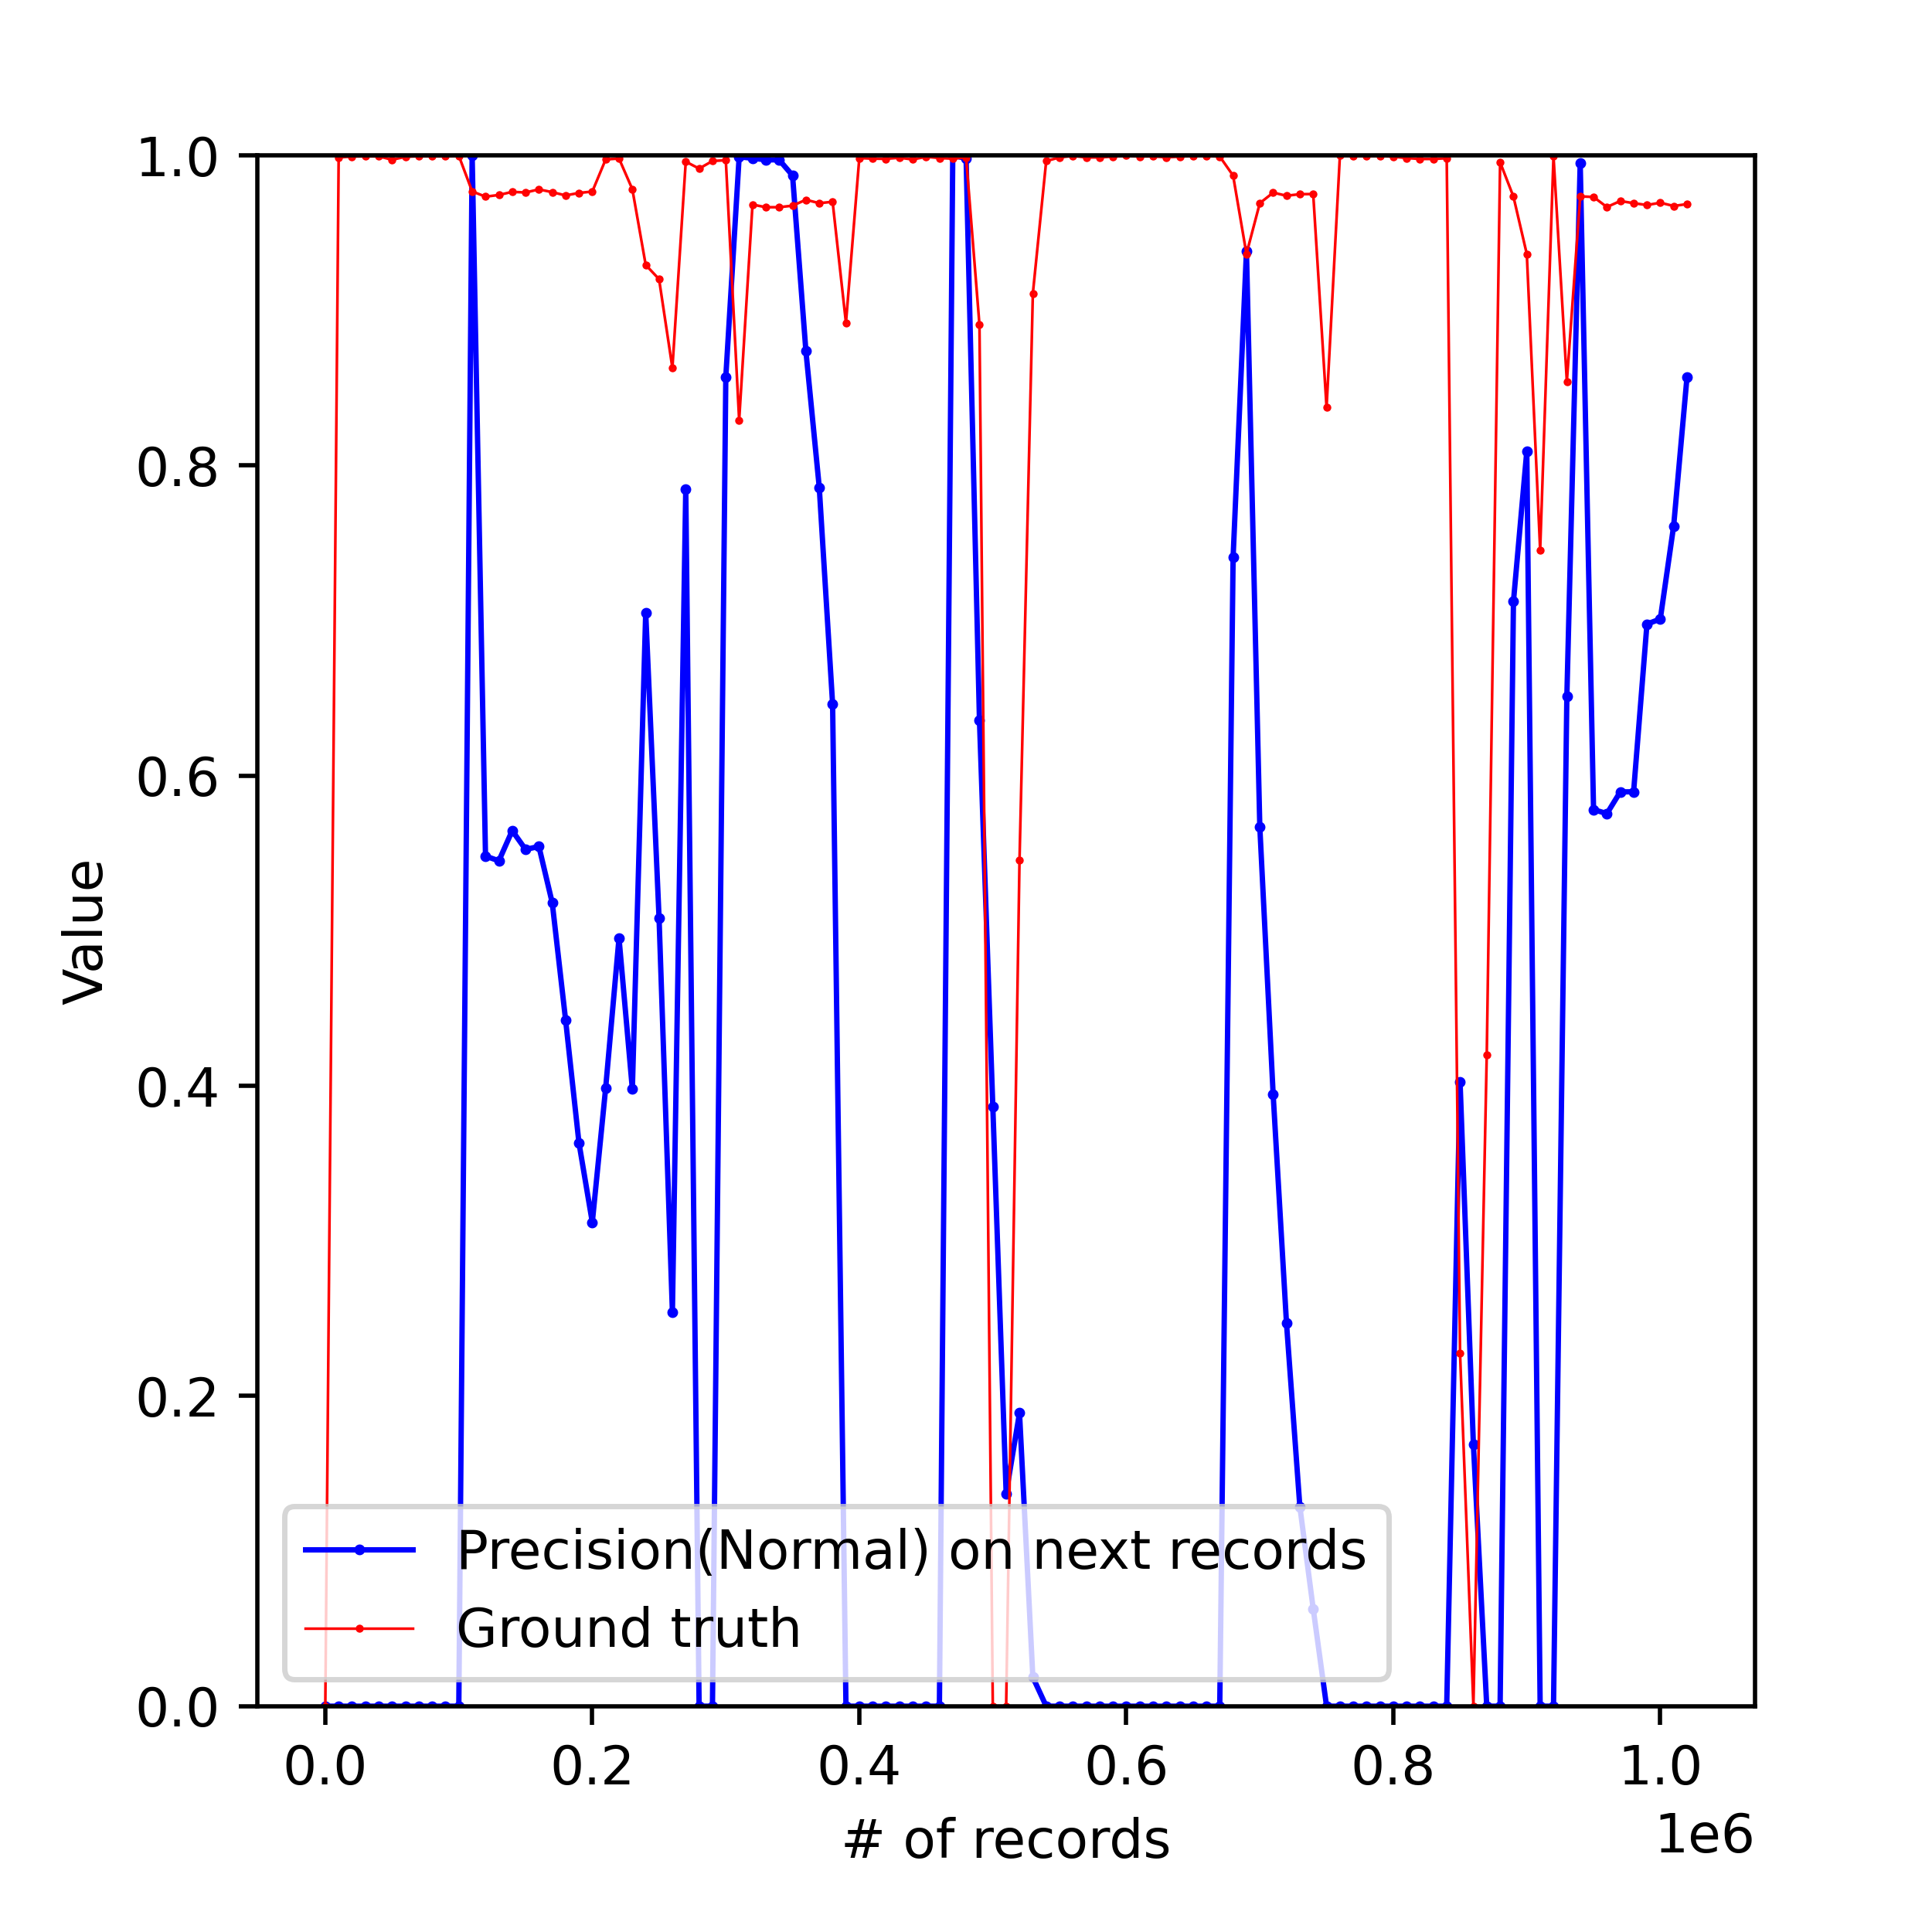 1.0
0.8
0.6
0.4
0.2
0.0
Value
Precision(Normal) on next records
Ground truth
0.0 0.2 0.4 0.6 0.8 1.0
1e6
# of records